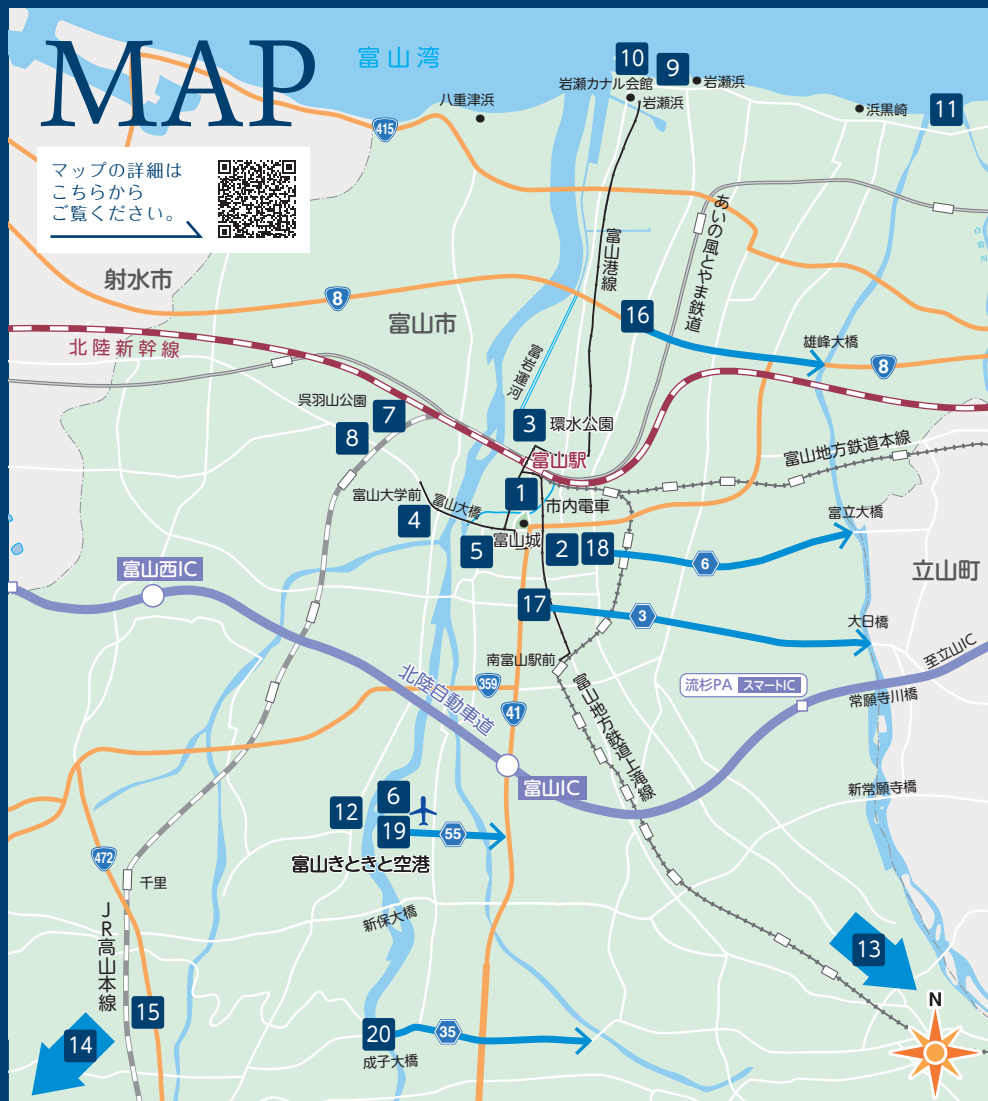 MAP
マップの詳細は
こちらから
ご覧ください。
富山湾
10
9
岩瀬カナル会館
岩瀬浜
岩瀬浜
八重津浜
浜黒崎
11
415
射水市
8
富山市
富山港線
あいの風とやま鉄道
白岩川
16
雄峰大橋
8
北陸新幹線
富岩運河
呉羽山公園
7
8
3
環水公園
富山駅
富山地方鉄道本線
富山大学前
富山大橋
4
1
市内電車
富山城
5
2
18
6
富立大橋
立山町
富山西IC
17
3
大日橋
南富山駅前
至立山IC
流杉PA スマートIC
常願寺川橋
359
41
北陸自動車道
富山地方鉄道上滝線
富山IC
新常願寺橋
12
6
19
55
富山きときと空港
472
千里
JR高山本線
新保大橋
13
N
15
14
20
35
成子大橋